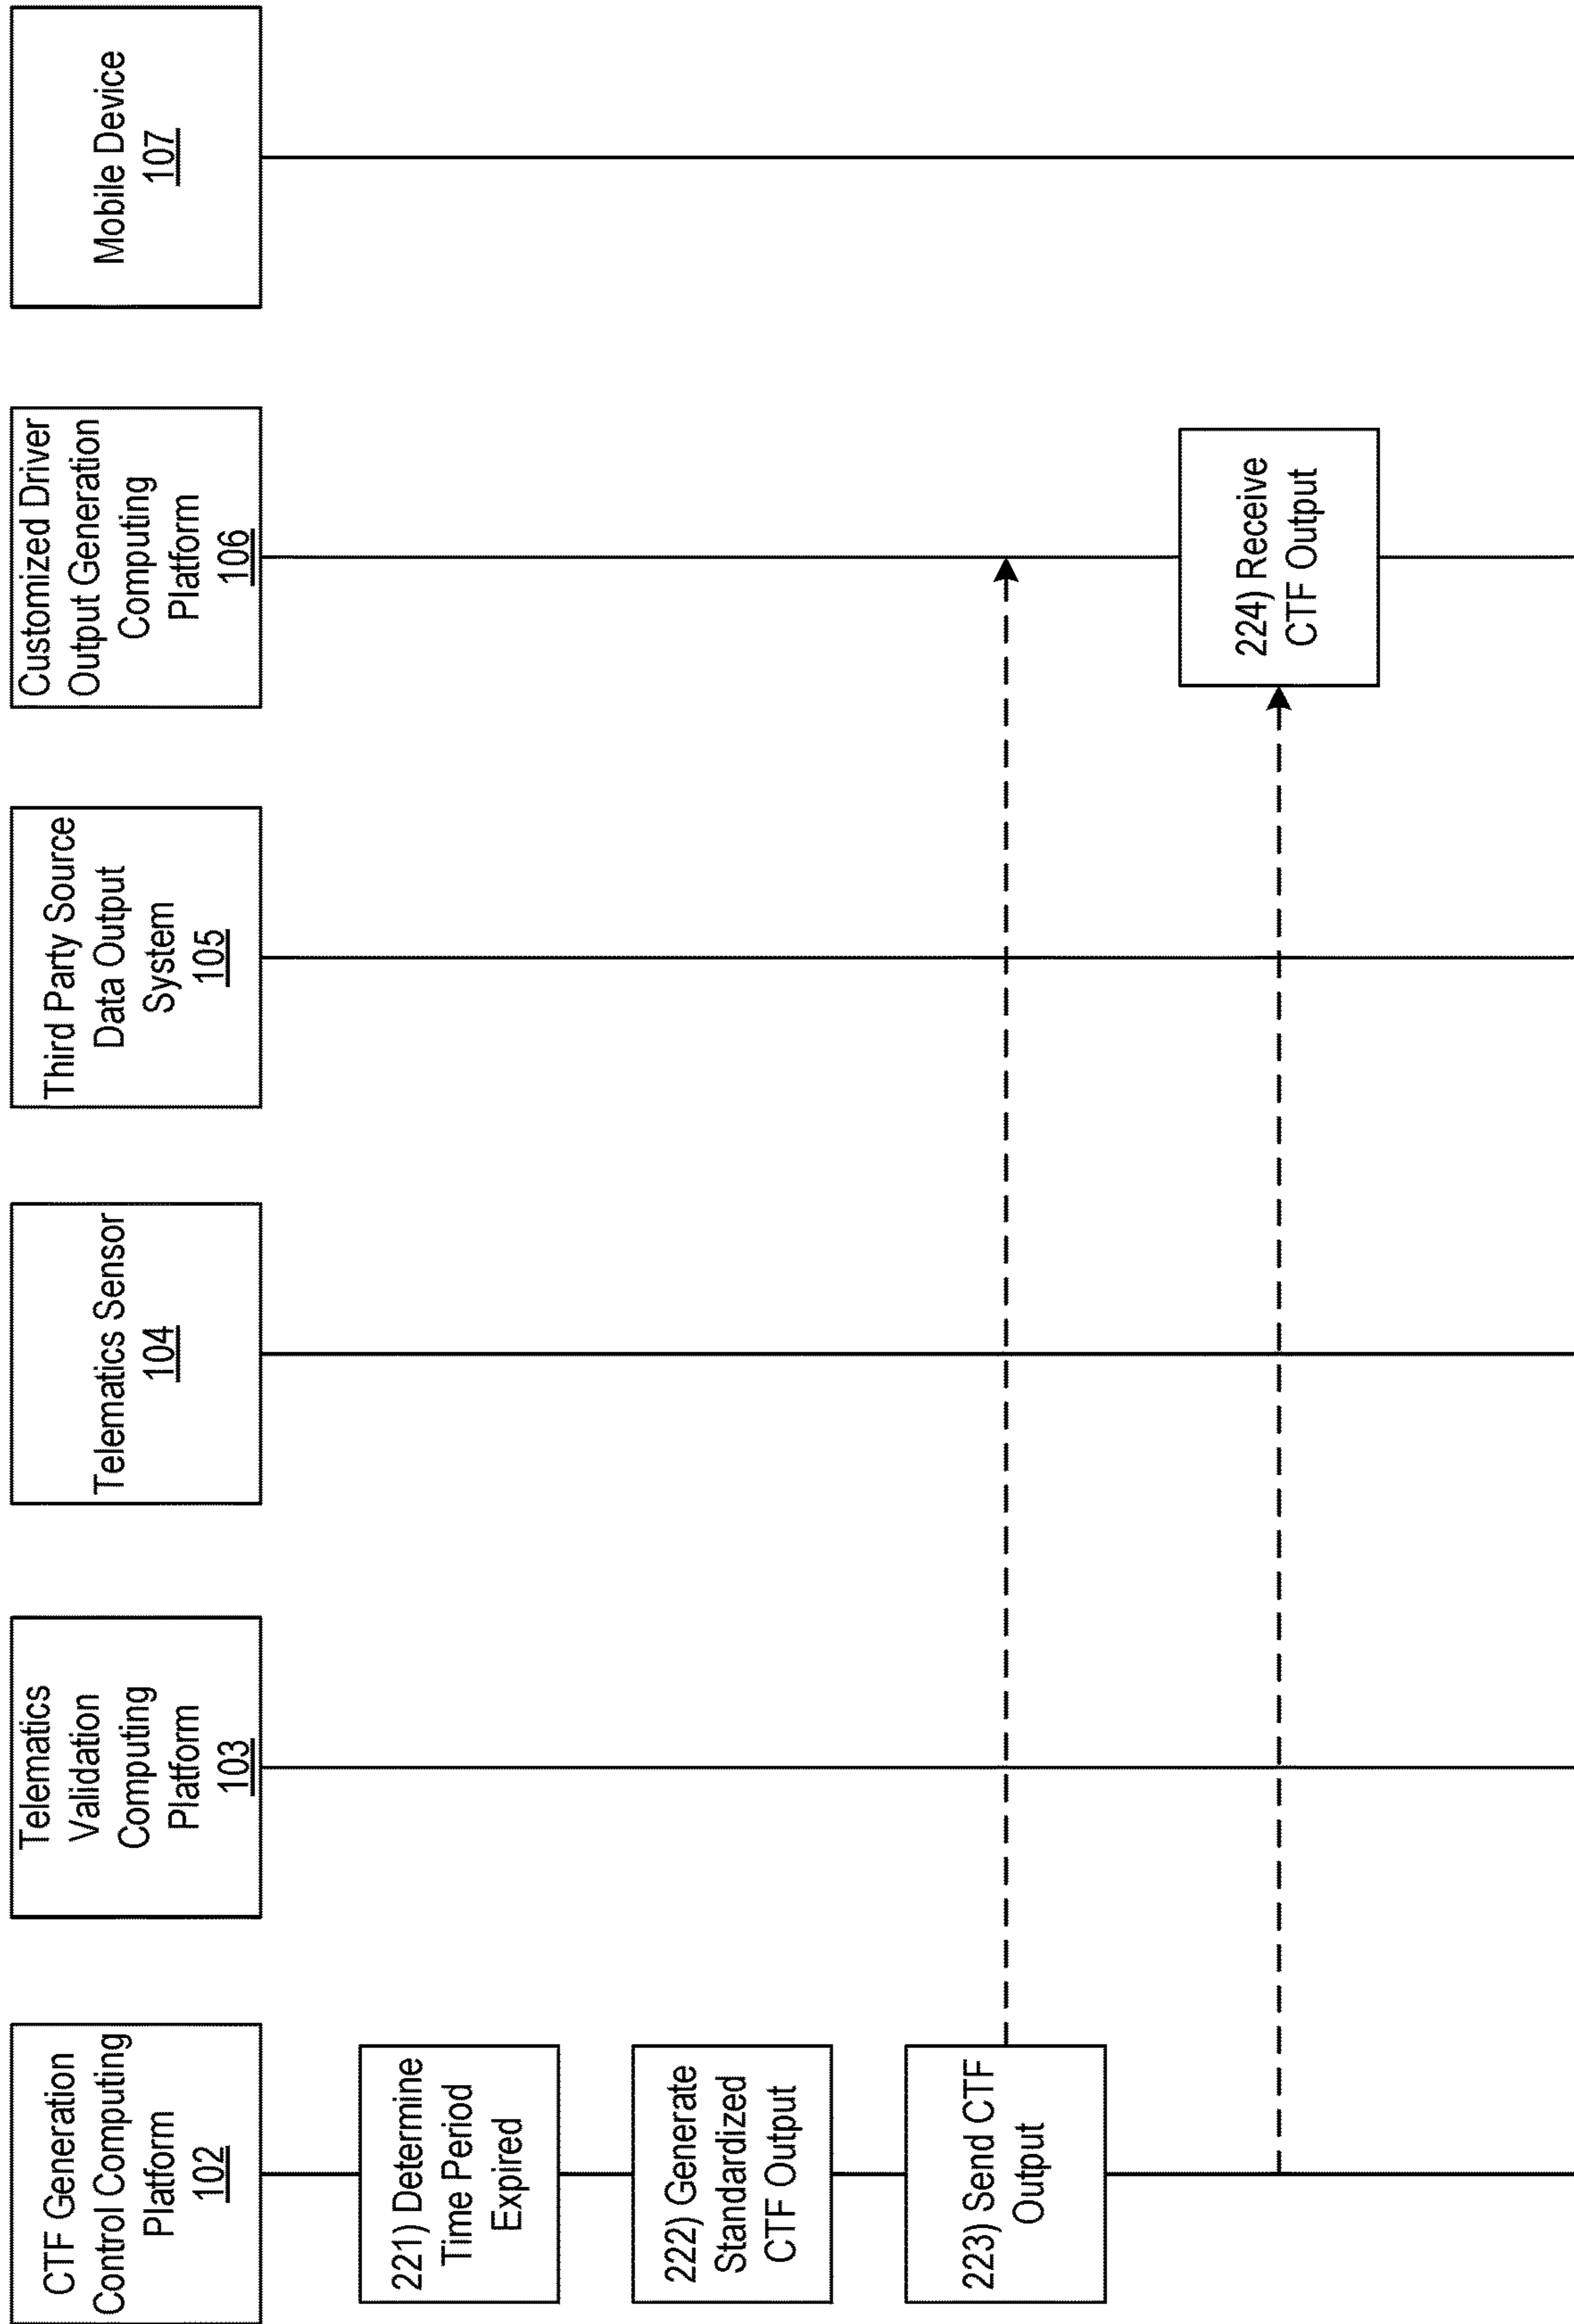 CTF Generation
Control Computing
Platform
102
Telematics
Validation
Computing
Platform
103
Telematics Sensor
104
Third Party Source
Data Output
System
105
Customized Driver
Output Generation
Computing
Platform
106
Mobile Device
107
221) Determine
Time Period
Expired
222) Generate
Standardized
CTF Output
223) Send CTF
Output
224) Receive
CTF Output